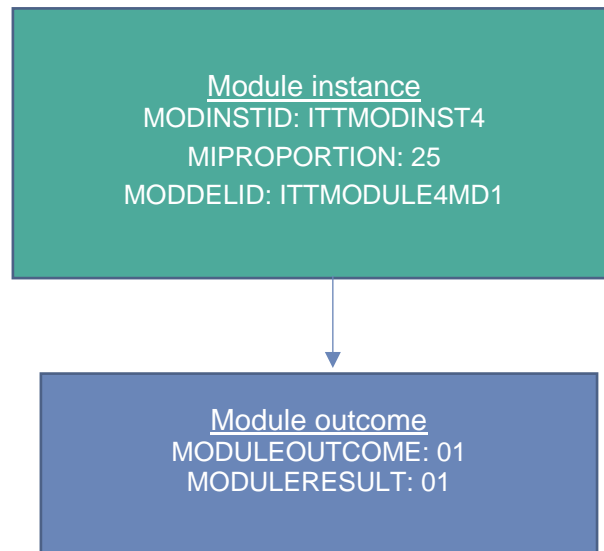 Module instance
MODINSTID: ITTMODINST4
MIPROPORTION: 25
MODDELID: ITTMODULE4MD1
Module outcome
MODULEOUTCOME: 01
MODULERESULT: 01